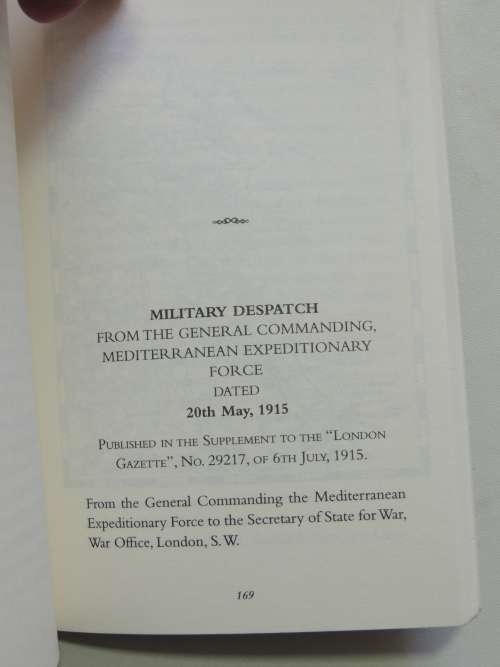 MILITARY DESPATCH
FROM THE GENERAL COMMANDING,
MEDITERRANEAN EXPEDITIONARY
FORCE
DATED
20th May, 1915
PUBLISHED IN THE SUPPLEMENT TO THE “LONDON
GAZETTE”, NO. 29217, OF 6TH JULY, 1915.
From the General Commanding the Mediterranean
Expeditionary Force to the Secretary of State for War,
War Office, London, S.W.
169